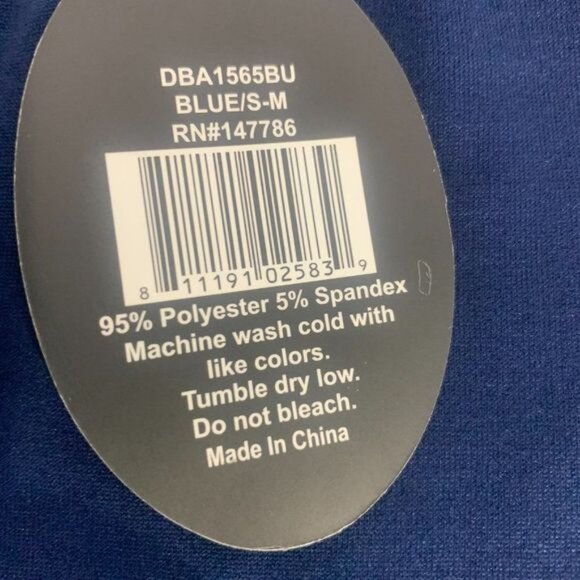 DBA1565BU
BLUE/S-M
RN#147786
8 11191 02583 9
95% Polyester 5% Spandex
Machine wash cold with
like colors.
Tumble dry low.
Do not bleach.
Made In China